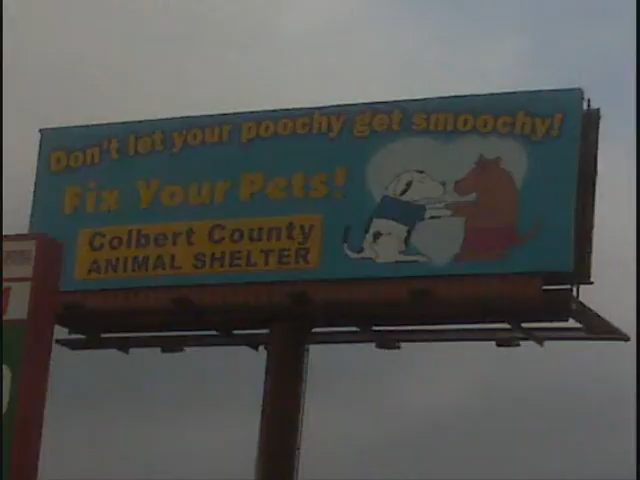 Don't let your poochy get smoochy!
Fix Your Pets!
Colbert County
ANIMAL SHELTER